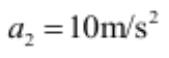 a₂ = 10m/s²